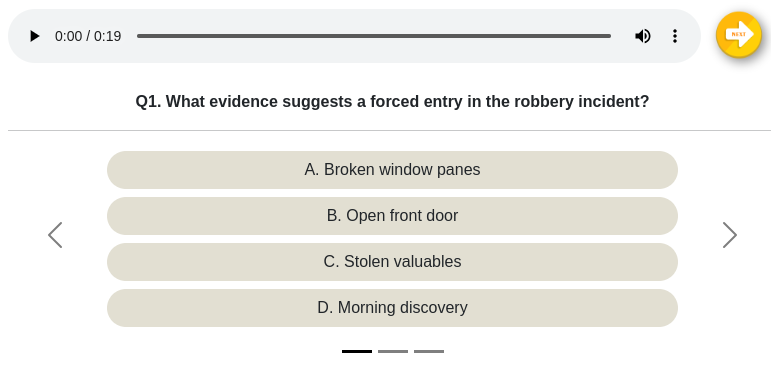 0:00 / 0:19
NEXT
Q1. What evidence suggests a forced entry in the robbery incident?
A. Broken window panes
B. Open front door
C. Stolen valuables
D. Morning discovery